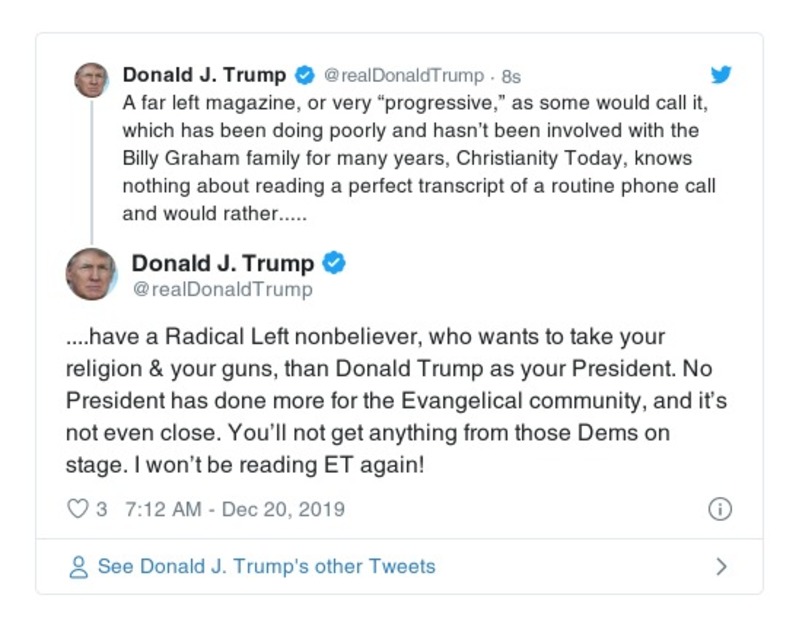 Donald J. Trump @realDonaldTrump · 8s
A far left magazine, or very “progressive,” as some would call it,
which has been doing poorly and hasn’t been involved with the
Billy Graham family for many years, Christianity Today, knows
nothing about reading a perfect transcript of a routine phone call
and would rather.....
Donald J. Trump
@realDonaldTrump
....have a Radical Left nonbeliever, who wants to take your
religion & your guns, than Donald Trump as your President. No
President has done more for the Evangelical community, and it’s
not even close. You’ll not get anything from those Dems on
stage. I won’t be reading ET again!
3 7:12 AM - Dec 20, 2019
See Donald J. Trump's other Tweets